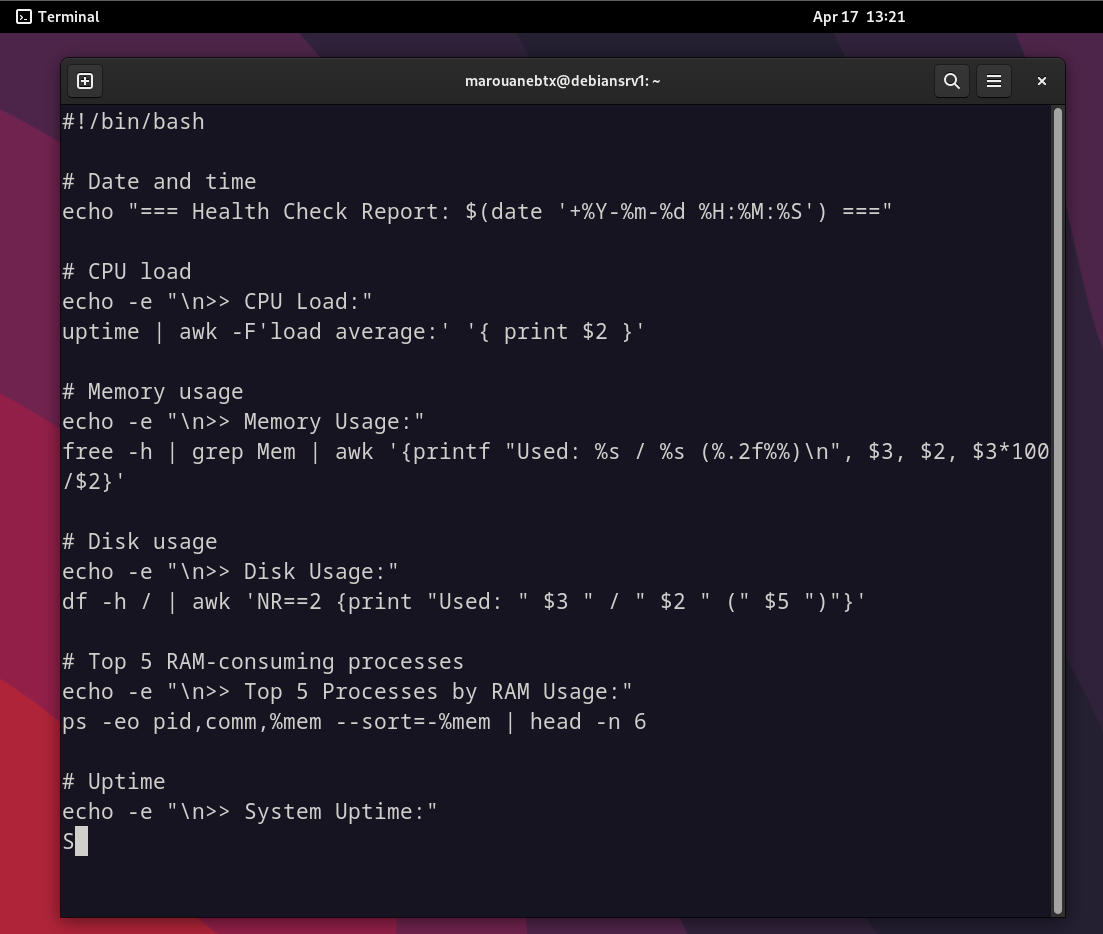 Terminal
Apr 17 13:21
marouanebtx@debiansrv1: ~
#!/bin/bash
# Date and time
echo "=== Health Check Report: $(date '+%Y-%m-%d %H:%M:%S') ==="
# CPU load
echo -e "\n>> CPU Load:"
uptime | awk -F'load average:' '{ print $2 }'
# Memory usage
echo -e "\n>> Memory Usage:"
free -h | grep Mem | awk '{printf "Used: %s / %s (%.2f%%)\n", $3, $2, $3*100
/$2}'
# Disk usage
echo -e "\n>> Disk Usage:"
df -h / | awk 'NR==2 {print "Used: " $3 " / " $2 " (" $5 ")"}'
# Top 5 RAM-consuming processes
echo -e "\n>> Top 5 Processes by RAM Usage:"
ps -eo pid,comm,%mem --sort=-%mem | head -n 6
# Uptime
echo -e "\n>> System Uptime:"
S